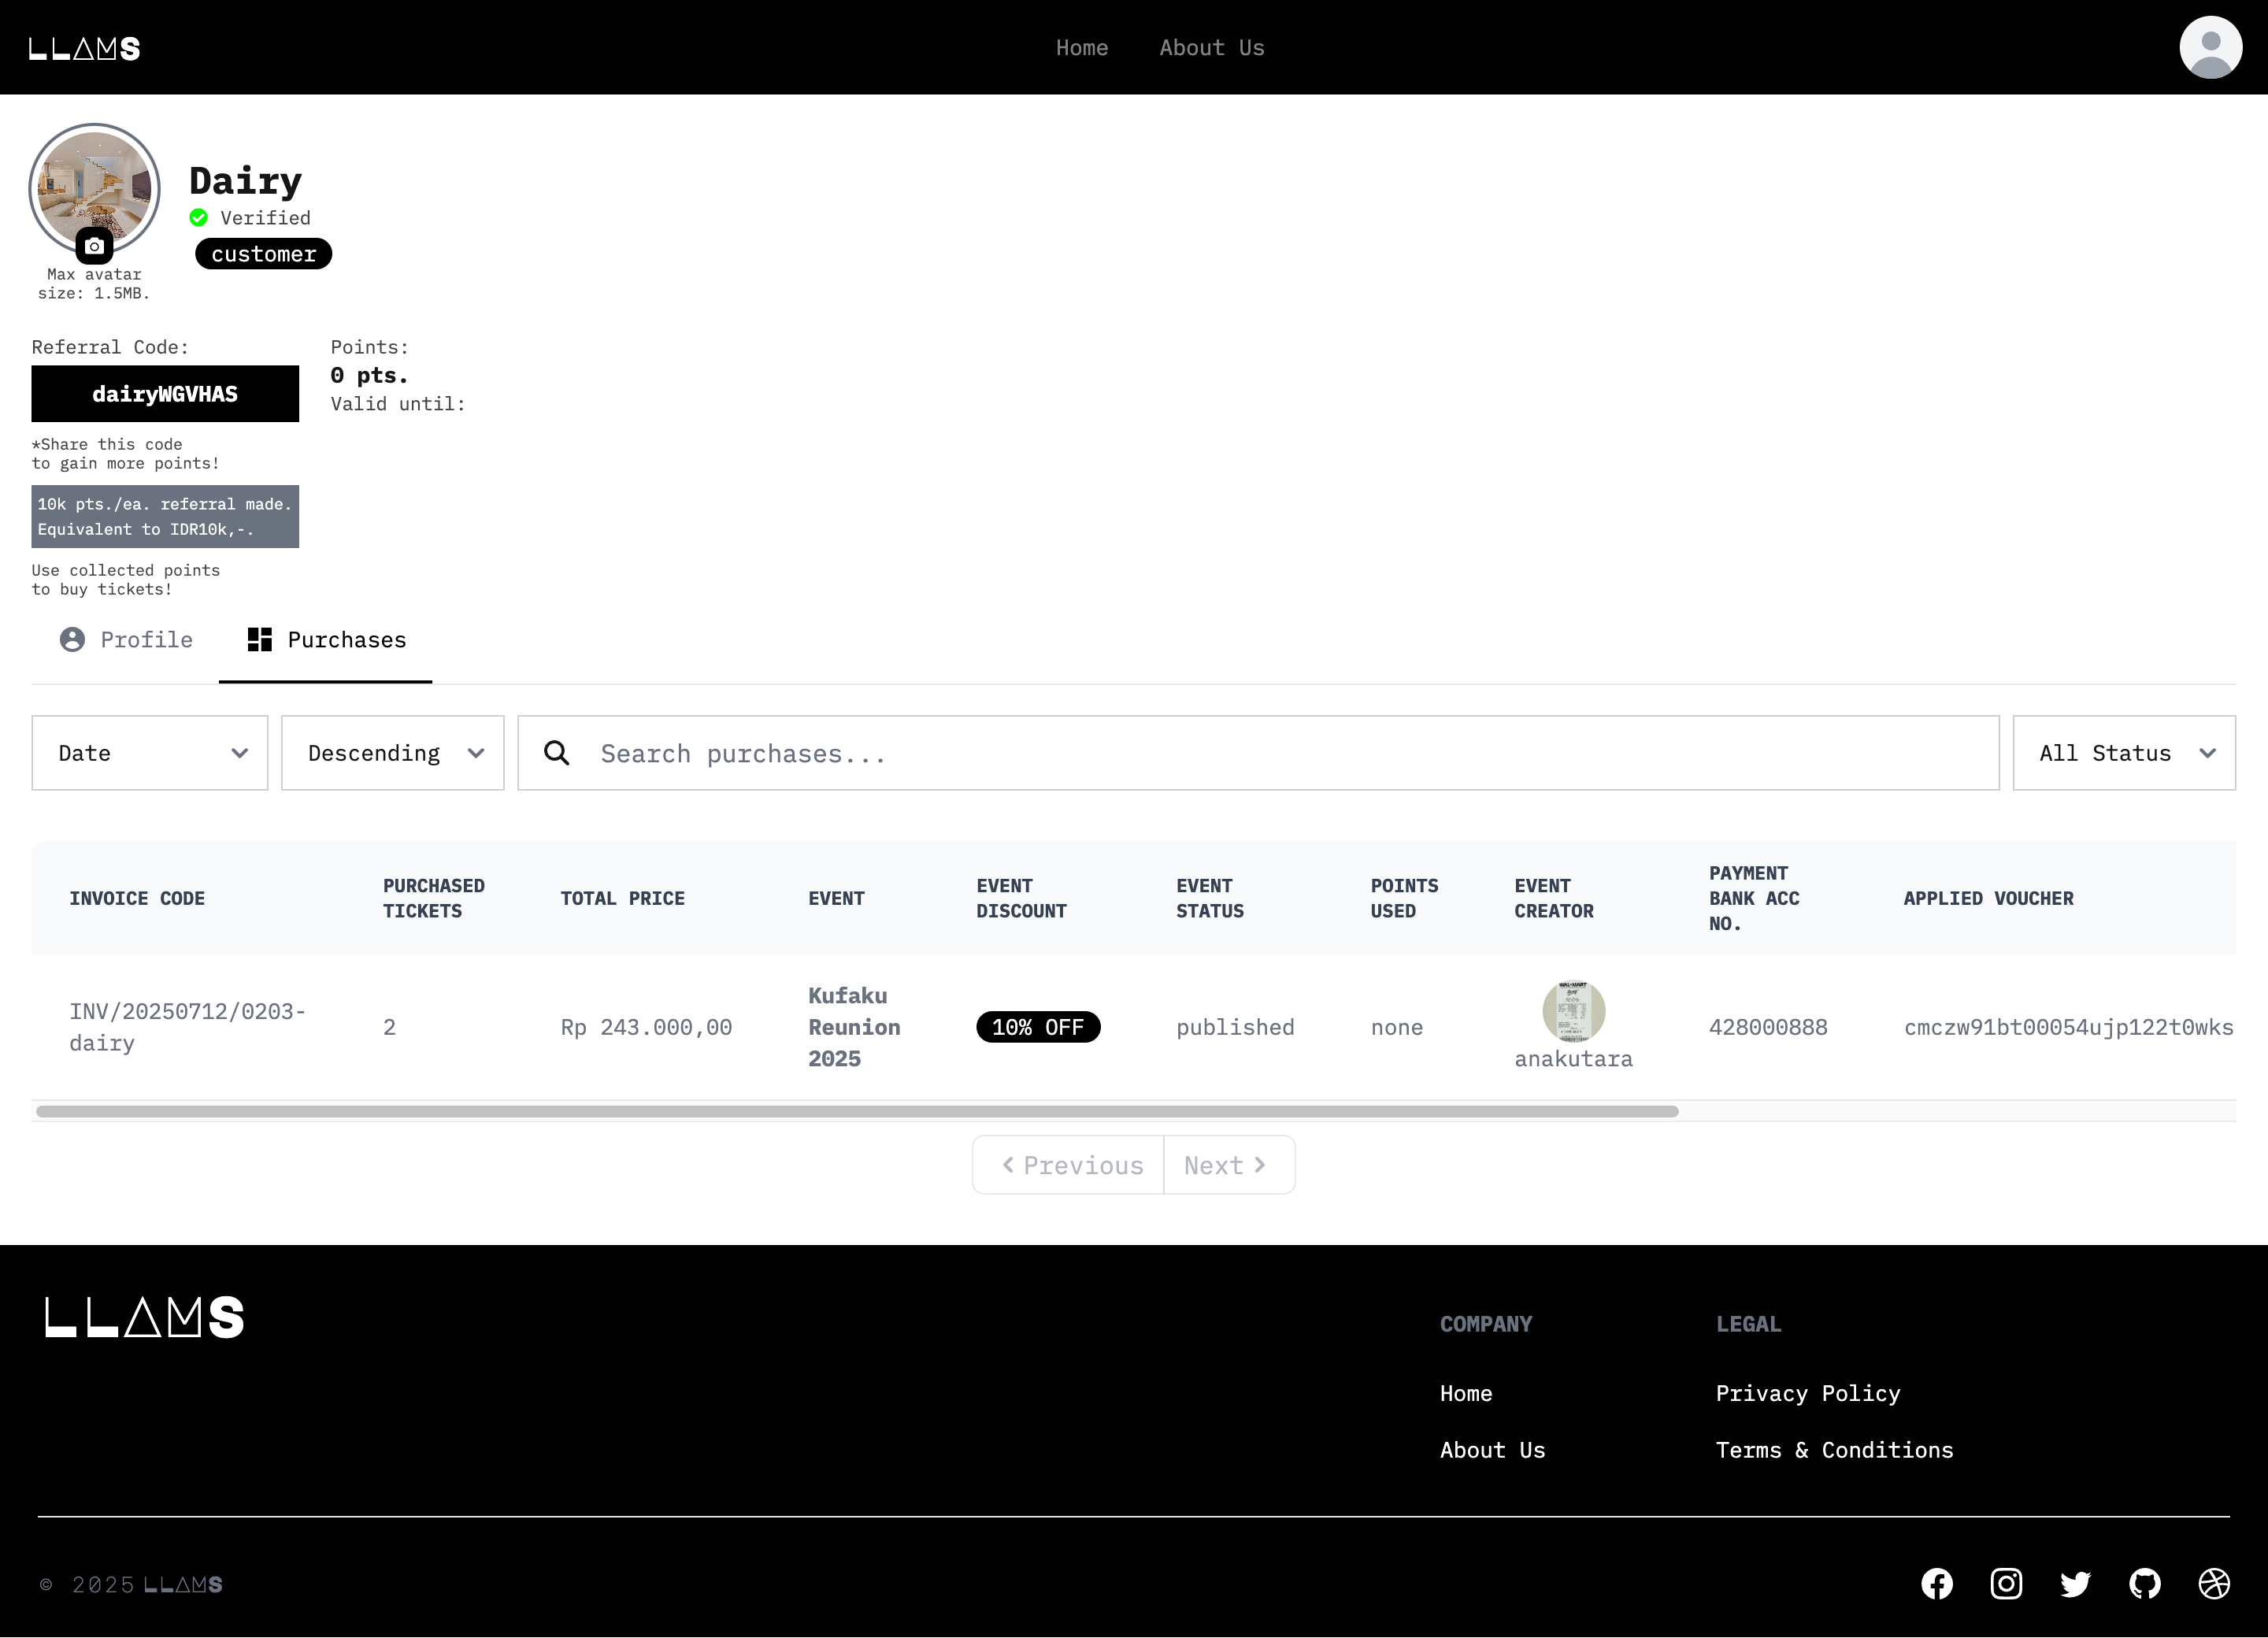 LLAMS
Home
About Us
Dairy
Verified
customer
Max avatar
size: 1.5MB.
Referral Code:
dairyWGVHAS
*Share this code
to gain more points!
10k pts./ea. referral made.
Equivalent to IDR10k,-.
Use collected points
to buy tickets!
Points:
0 pts.
Valid until:
Profile
Purchases
Date
Descending
Search purchases...
All Status
INVOICE CODE
PURCHASED
TICKETS
TOTAL PRICE
EVENT
EVENT
DISCOUNT
EVENT
STATUS
POINTS
USED
EVENT
CREATOR
PAYMENT
BANK ACC
NO.
APPLIED VOUCHER
INV/20250712/0203-
dairy
2
Rp 243.000,00
Kufaku
Reunion
2025
10% OFF
published
none
WAL-MART
anakutara
428000888
cmczw91bt00054ujp122t0wks
Previous
Next
LLAMS
COMPANY
Home
About Us
LEGAL
Privacy Policy
Terms & Conditions
© 2025 LLAMS